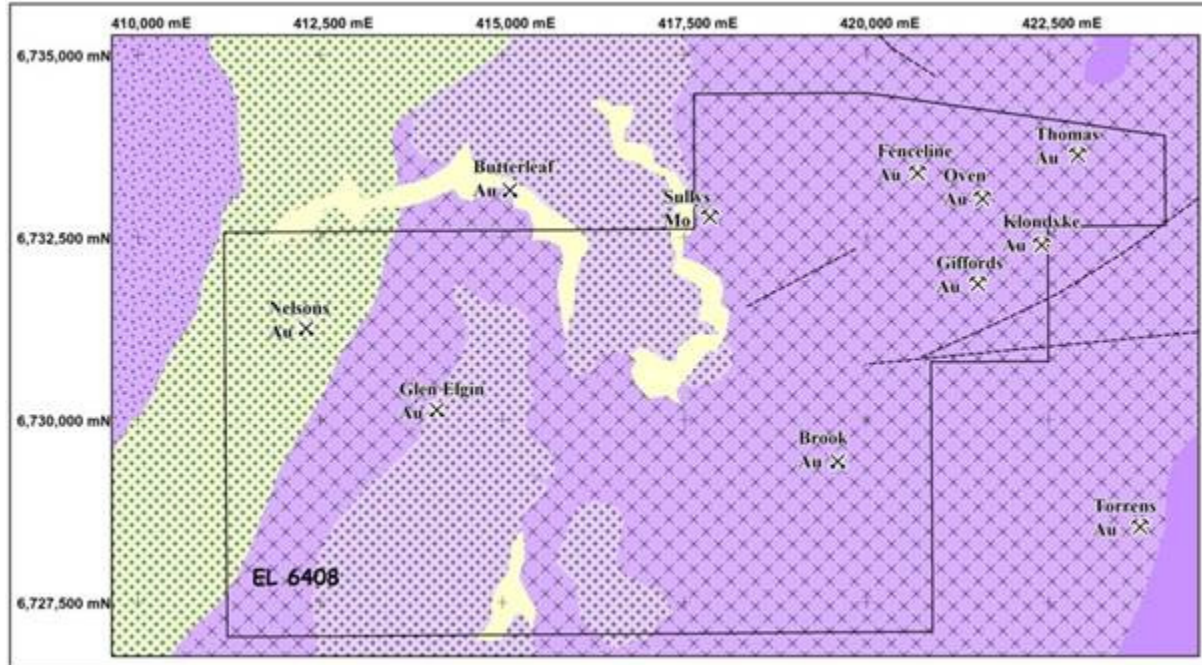 410,000 mE
412,500 mE
415,000 mE
417,500 mE
420,000 mE
422,500 mE
6,735,000 mN
Thomas
Au
Fenceline
Au
Butterleaf
Au
Oven
Au
Sullys
Mo
6,732,500 mN
Klondyke
Au
Giffords
Au
Nelsons
Au
Glen Elgin
Au
6,730,000 mN
Brook
Au
Torrens
Au
EL 6408
6,727,500 mN